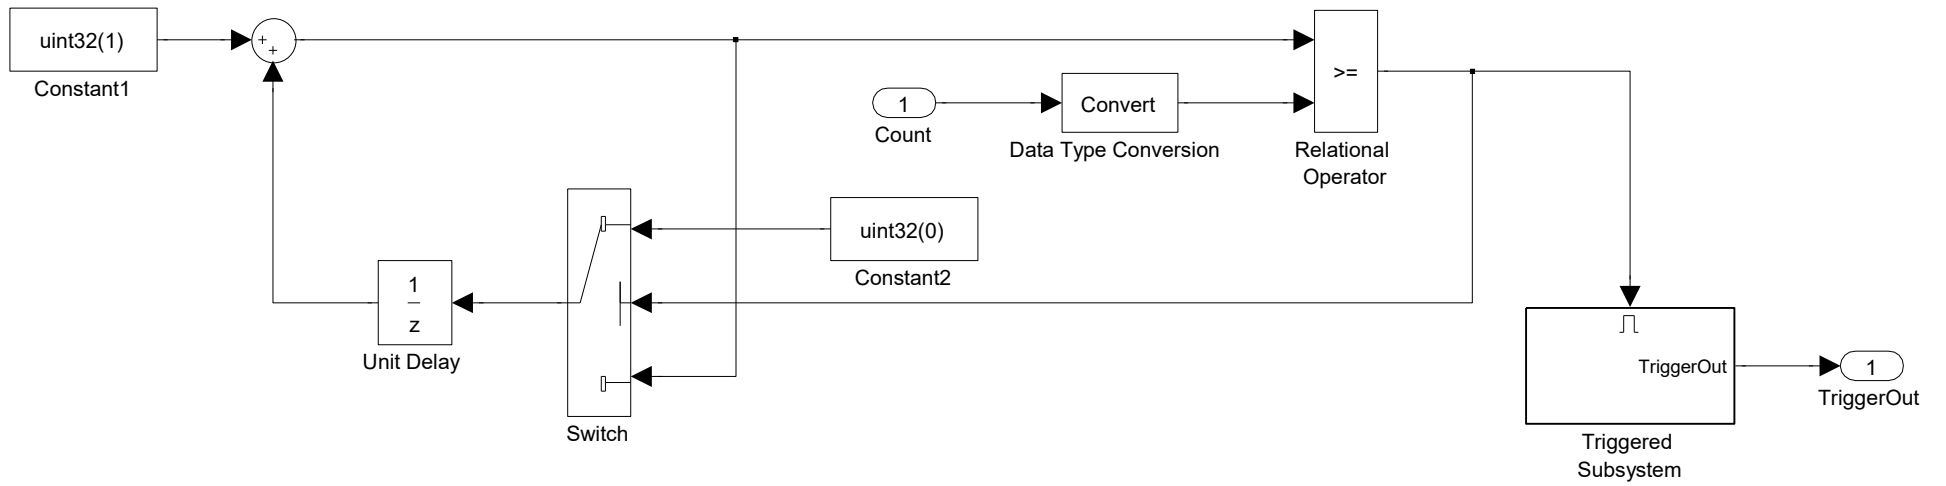 uint32(1)
Constant1
+
+
1
Count
Convert
Data Type Conversion
>=
Relational
Operator
uint32(0)
Constant2
1
z
Unit Delay
Switch
TriggerOut
Triggered
Subsystem
1
TriggerOut